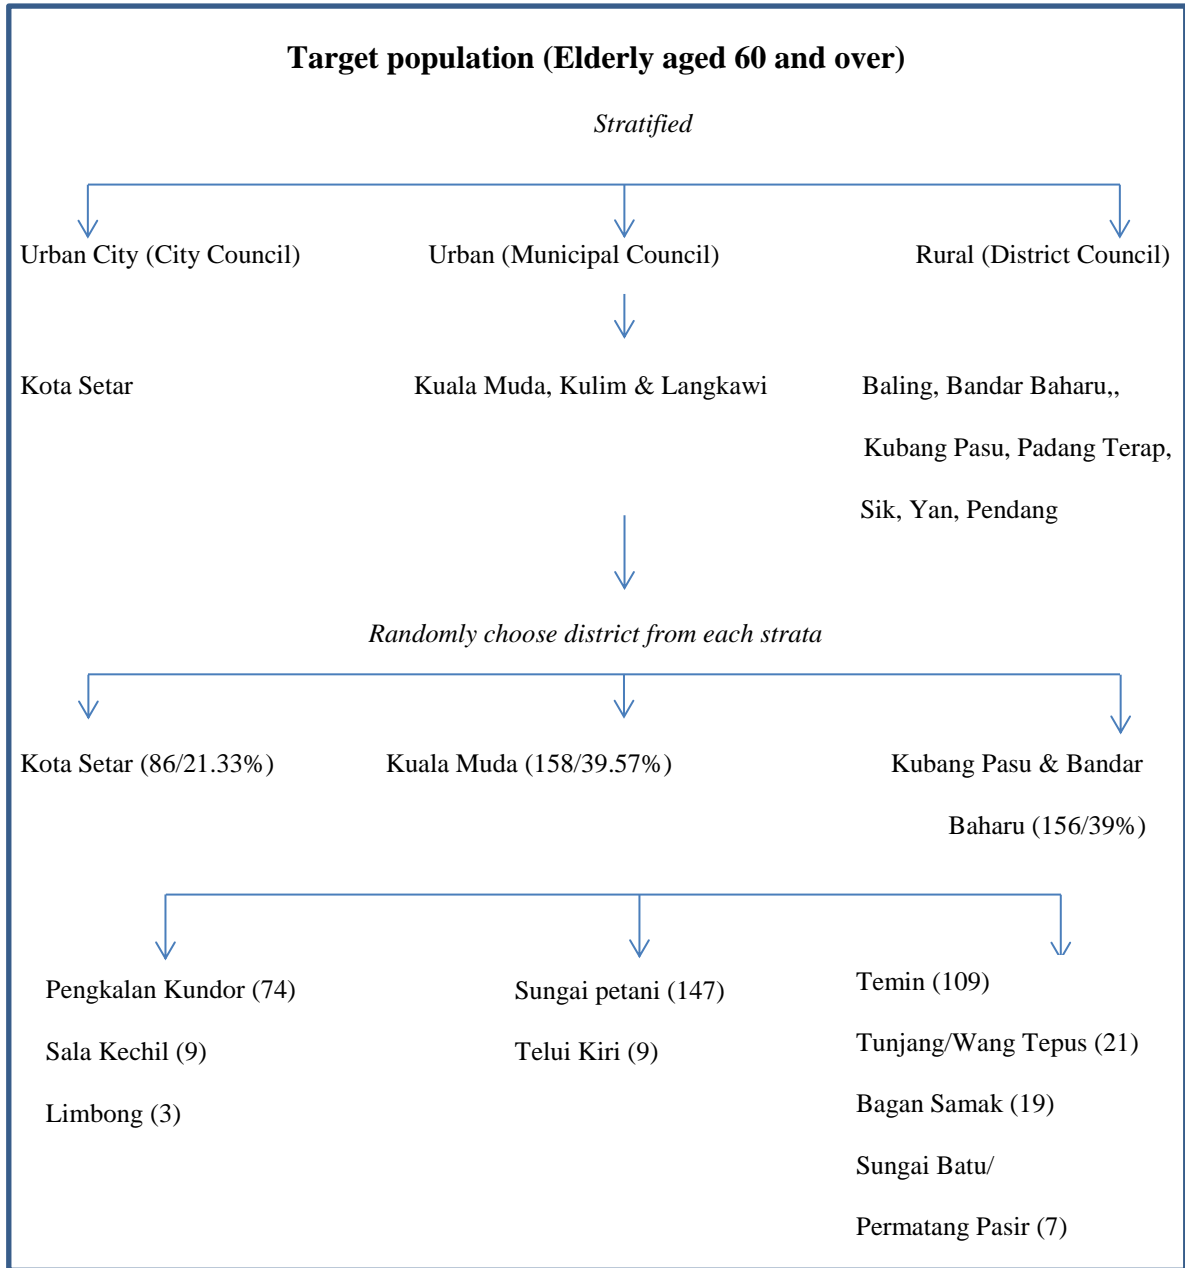 Target population (Elderly aged 60 and over)
Stratified
Urban City (City Council)
Urban (Municipal Council)
Rural (District Council)
Kota Setar
Kuala Muda, Kulim & Langkawi
Baling, Bandar Baharu,,
Kubang Pasu, Padang Terap,
Sik, Yan, Pendang
Randomly choose district from each strata
Kota Setar (86/21.33%)
Kuala Muda (158/39.57%)
Kubang Pasu & Bandar
Baharu (156/39%)
Pengkalan Kundor (74)
Sala Kechil (9)
Limbong (3)
Sungai petani (147)
Telui Kiri (9)
Temin (109)
Tunjang/Wang Tepus (21)
Bagan Samak (19)
Sungai Batu/
Permatang Pasir (7)